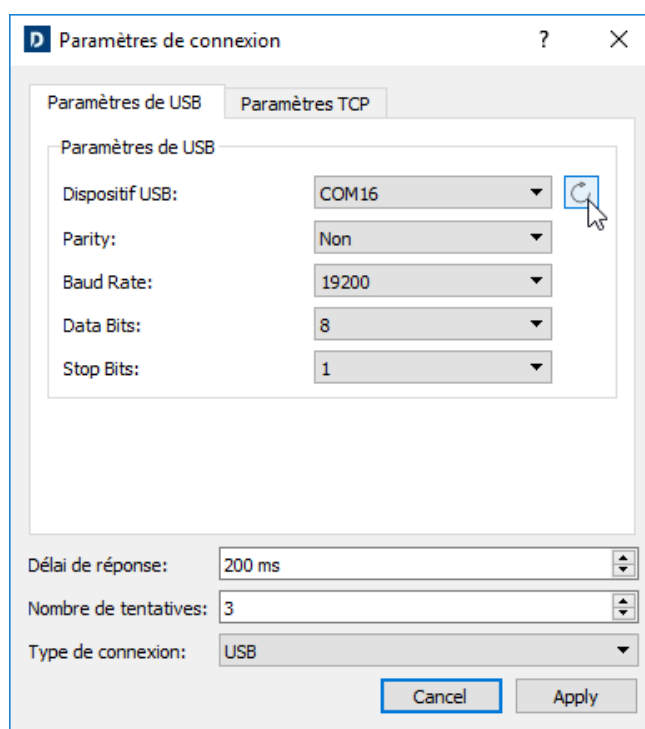 D Paramètres de connexion ?
Paramètres de USB Paramètres TCP
Paramètres de USB
Dispositif USB: COM16
Parity: Non
Baud Rate: 19200
Data Bits: 8
Stop Bits: 1
Délai de réponse: 200 ms
Nombre de tentatives: 3
Type de connexion: USB
Cancel Apply